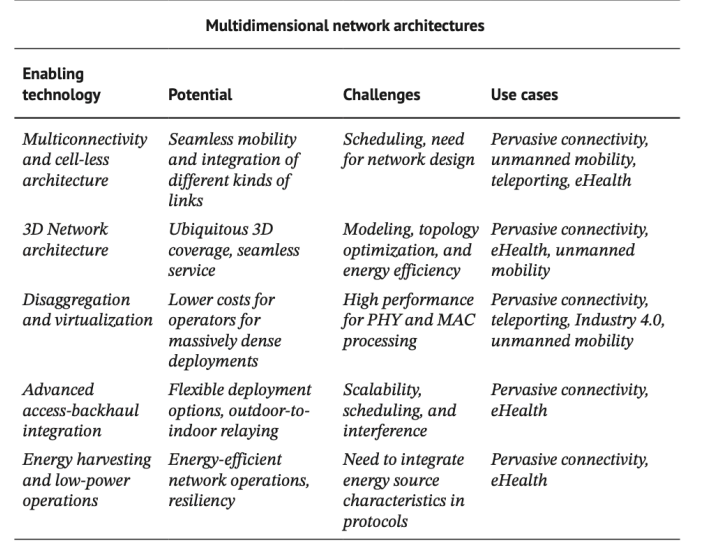 Multidimensional network architectures
Enabling
technology
Potential
Challenges
Use cases
Multiconnectivity
and cell-less
architecture
Seamless mobility
and integration of
different kinds of
links
Scheduling, need
for network design
Pervasive connectivity,
unmanned mobility,
teleporting, eHealth
3D Network
architecture
Ubiquitous 3D
coverage, seamless
service
Modeling, topology
optimization, and
energy efficiency
Pervasive connectivity,
eHealth, unmanned
mobility
Disaggregation
and virtualization
Lower costs for
operators for
massively dense
deployments
High performance
for PHY and MAC
processing
Pervasive connectivity,
teleporting, Industry 4.0,
unmanned mobility
Advanced
access-backhaul
integration
Flexible deployment
options, outdoor-to-
indoor relaying
Scalability,
scheduling, and
interference
Pervasive connectivity,
eHealth
Energy harvesting
and low-power
operations
Energy-efficient
network operations,
resiliency
Need to integrate
energy source
characteristics in
protocols
Pervasive connectivity,
eHealth